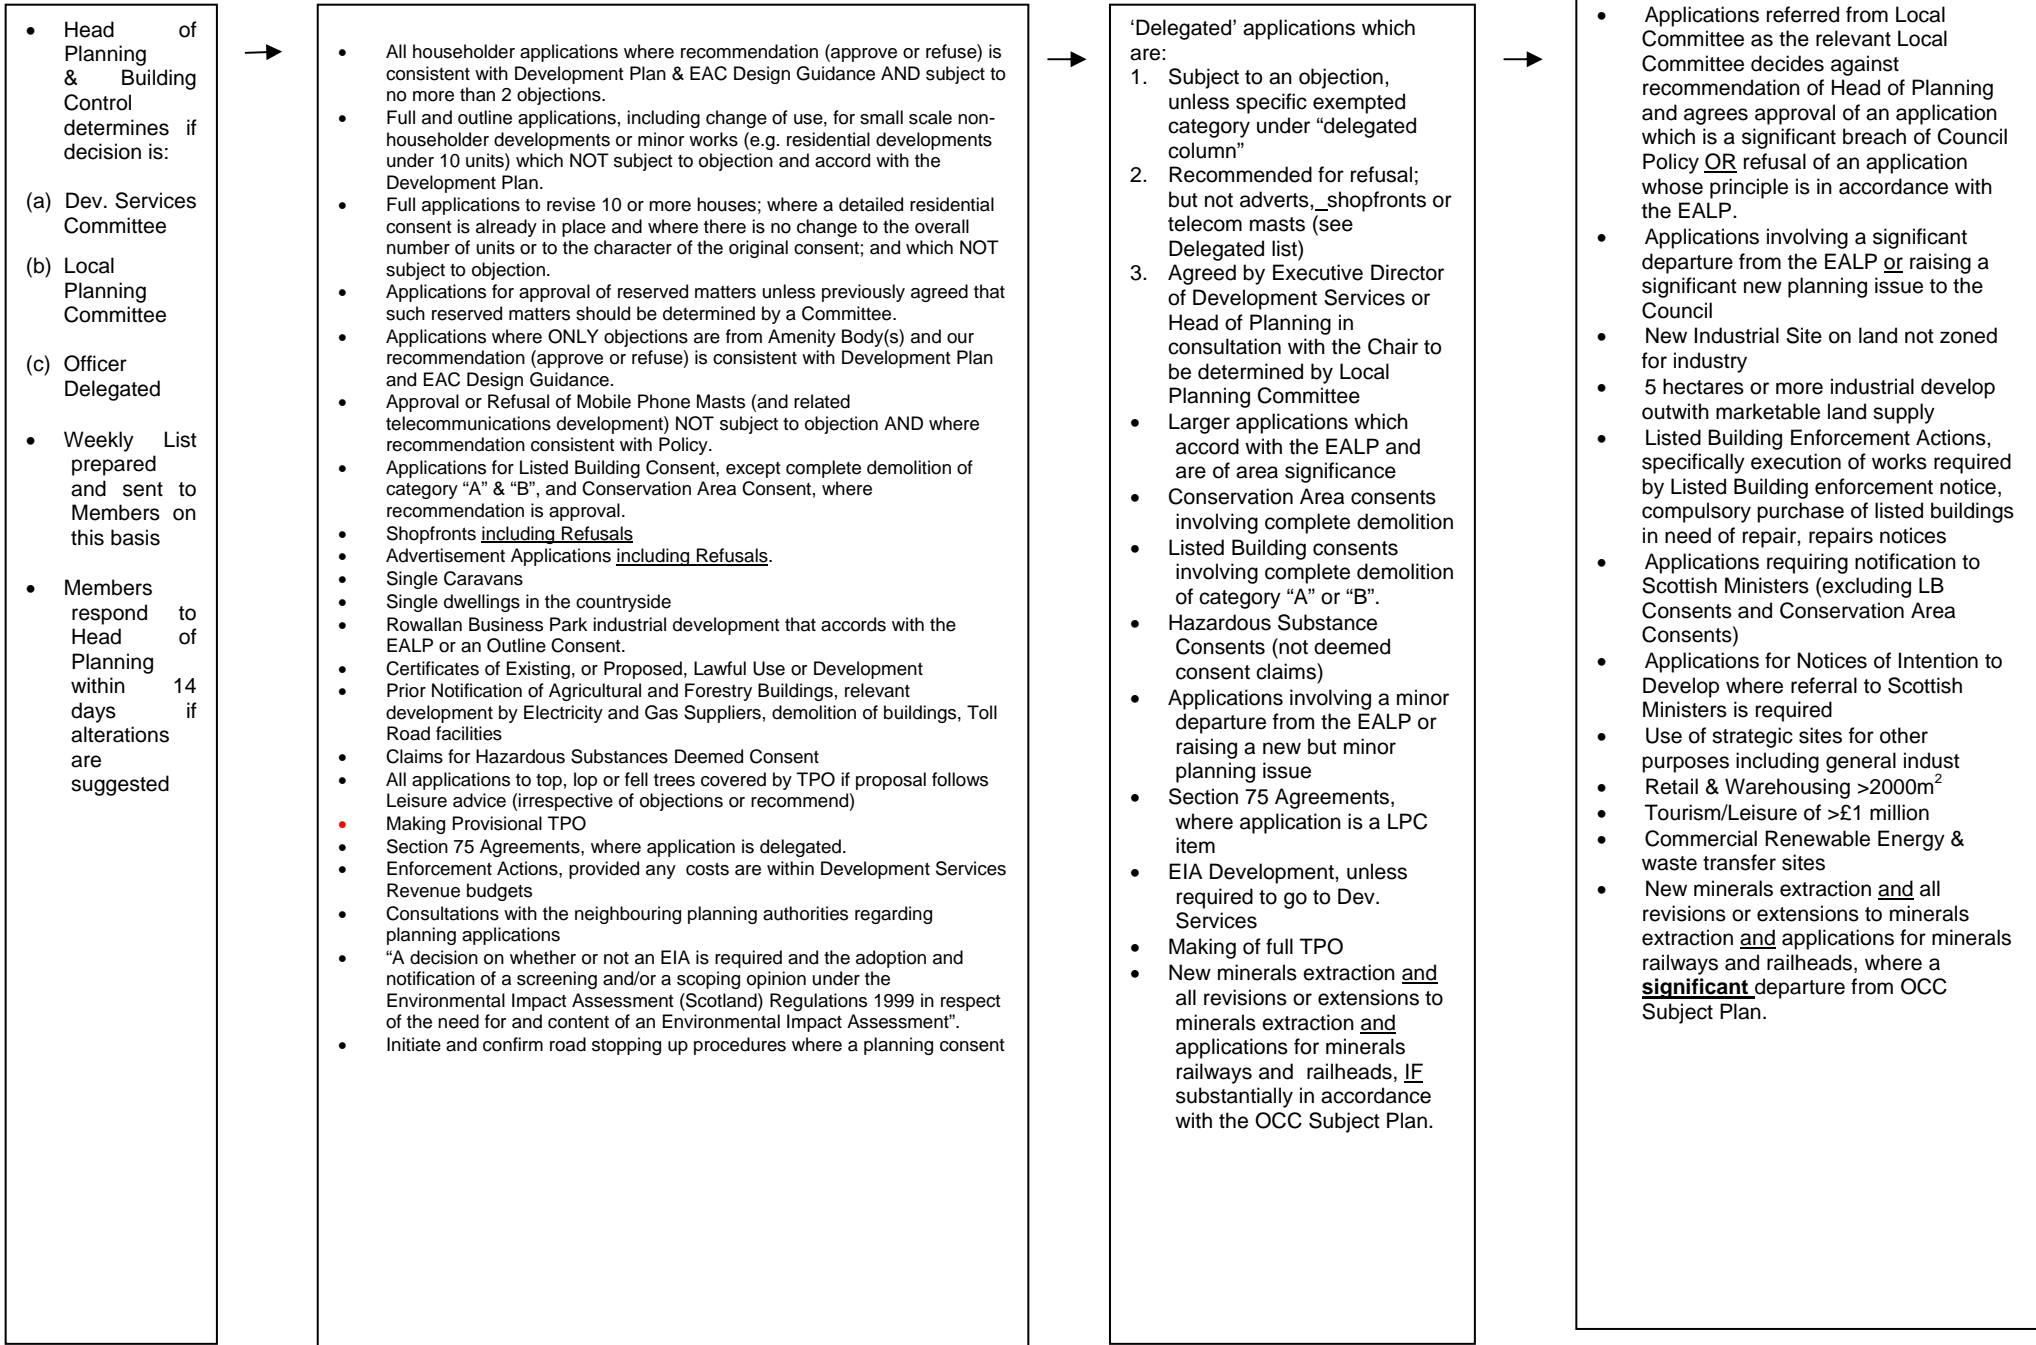 • Head of
Planning
& Building
Control
determines if
decision is:
(a) Dev. Services
Committee
(b) Local
Planning
Committee
(c) Officer
Delegated
• Weekly List
prepared
and sent to
Members on
this basis
• Members
respond to
Head of
Planning
within 14
days if
alterations
are
suggested
• All householder applications where recommendation (approve or refuse) is
consistent with Development Plan & EAC Design Guidance AND subject to
no more than 2 objections.
• Full and outline applications, including change of use, for small scale non-
householder developments or minor works (e.g. residential developments
under 10 units) which NOT subject to objection and accord with the
Development Plan.
• Full applications to revise 10 or more houses; where a detailed residential
consent is already in place and where there is no change to the overall
number of units or to the character of the original consent; and which NOT
subject to objection.
• Applications for approval of reserved matters unless previously agreed that
such reserved matters should be determined by a Committee.
• Applications where ONLY objections are from Amenity Body(s) and our
recommendation (approve or refuse) is consistent with Development Plan
and EAC Design Guidance.
• Approval or Refusal of Mobile Phone Masts (and related
telecommunications development) NOT subject to objection AND where
recommendation consistent with Policy.
• Applications for Listed Building Consent, except complete demolition of
category “A” & “B”, and Conservation Area Consent, where
recommendation is approval.
• Shopfronts including Refusals
• Advertisement Applications including Refusals.
• Single Caravans
• Single dwellings in the countryside
• Rowallan Business Park industrial development that accords with the
EALP or an Outline Consent.
• Certificates of Existing, or Proposed, Lawful Use or Development
• Prior Notification of Agricultural and Forestry Buildings, relevant
development by Electricity and Gas Suppliers, demolition of buildings, Toll
Road facilities
• Claims for Hazardous Substances Deemed Consent
• All applications to top, lop or fell trees covered by TPO if proposal follows
Leisure advice (irrespective of objections or recommend)
• Making Provisional TPO
• Section 75 Agreements, where application is delegated.
• Enforcement Actions, provided any costs are within Development Services
Revenue budgets
• Consultations with the neighbouring planning authorities regarding
planning applications
• “A decision on whether or not an EIA is required and the adoption and
notification of a screening and/or a scoping opinion under the
Environmental Impact Assessment (Scotland) Regulations 1999 in respect
of the need for and content of an Environmental Impact Assessment”.
• Initiate and confirm road stopping up procedures where a planning consent
‘Delegated’ applications which
are:
1. Subject to an objection,
unless specific exempted
category under “delegated
column”
2. Recommended for refusal;
but not adverts, shopfronts or
telecom masts (see
Delegated list)
3. Agreed by Executive Director
of Development Services or
Head of Planning in
consultation with the Chair to
be determined by Local
Planning Committee
• Larger applications which
accord with the EALP and
are of area significance
• Conservation Area consents
involving complete demolition
• Listed Building consents
involving complete demolition
of category “A” or “B”.
• Hazardous Substance
Consents (not deemed
consent claims)
• Applications involving a minor
departure from the EALP or
raising a new but minor
planning issue
• Section 75 Agreements,
where application is a LPC
item
• EIA Development, unless
required to go to Dev.
Services
• Making of full TPO
• New minerals extraction and
all revisions or extensions to
minerals extraction and
applications for minerals
railways and railheads, IF
substantially in accordance
with the OCC Subject Plan.
• Applications referred from Local
Committee as the relevant Local
Committee decides against
recommendation of Head of Planning
and agrees approval of an application
which is a significant breach of Council
Policy OR refusal of an application
whose principle is in accordance with
the EALP.
• Applications involving a significant
departure from the EALP or raising a
significant new planning issue to the
Council
• New Industrial Site on land not zoned
for industry
• 5 hectares or more industrial develop
outwith marketable land supply
• Listed Building Enforcement Actions,
specifically execution of works required
by Listed Building enforcement notice,
compulsory purchase of listed buildings
in need of repair, repairs notices
• Applications requiring notification to
Scottish Ministers (excluding LB
Consents and Conservation Area
Consents)
• Applications for Notices of Intention to
Develop where referral to Scottish
Ministers is required
• Use of strategic sites for other
purposes including general indust
• Retail & Warehousing >2000m²
• Tourism/Leisure of >£1 million
• Commercial Renewable Energy &
waste transfer sites
• New minerals extraction and all
revisions or extensions to minerals
extraction and applications for minerals
railways and railheads, where a
significant departure from OCC
Subject Plan.